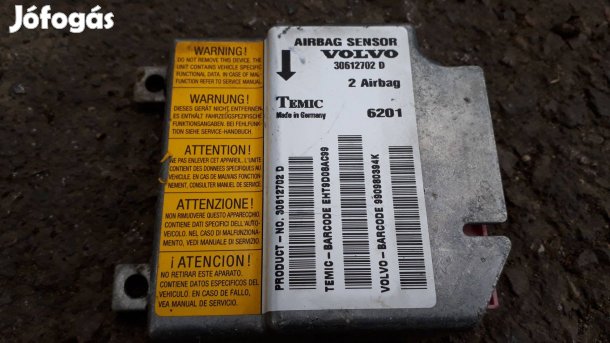 Jófogás
WARNING!
DO NOT REMOVE THIS DEVICE. THE
UNIT CONTAINS VEHICLE SPECIFIC
FUNCTIONAL DATA. IN CASE OF MAL
FUNCTION REFER TO SERVICE MANUAL.
WARNUNG!
DIESES GERÄT NICHT ENTFERNEN
ES ENTHÄLT FAHRZEUGSPEZIFISCHE
FUNKTIONSANGABEN. BEI FEHLFUNK-
TION SIEHE SERVICE-HANDBUCH.
ATTENTION!
NE PAS ENLEVER CET APPAREIL. L'UNITE
CONTIENT DES DONNEES SPECIFIQUES AU
VEHICULE. EN CAS DE MAUVAIS FONCTION
NEMENT, CONSULTER MANUEL DE SERVICE.
ATTENZIONE!
NON RIMUOVERE QUESTO APPARECCHIO
CONTIENE DATI SPECIFICI DELL'AUTO-
VEICOLO. NEL CASO DI MALFUNZIONA-
MENTO, VEDI MANUALE DI SERVIZIO.
¡ATENCION!
NO RETIRAR ESTE APARATO.
CONTIENE DATOS ESPECIFICOS DEL
VEHICULO. EN CASO DE FALLO,
VEA MANUAL DE SERVICIO.
AIRBAG SENSOR
VOLVO
30612702 D
2 Airbag
TEMIC
Made in Germany
6201
PRODUCT-NO. 30612702 D
TEMIC-BARCODE EHT9D08AC99
VOLVO-BARCODE 990980394K